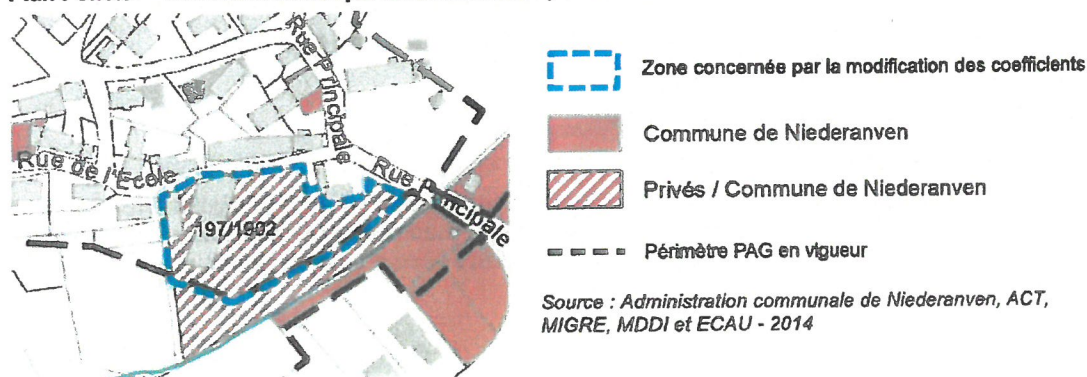 Rue Principale
Rue de l'Ecole
Rue Principale
197/1902
Zone concernée par la modification des coefficients
Commune de Niederanven
Privés / Commune de Niederanven
Périmètre PAG en vigueur
Source : Administration communale de Niederanven, ACT,
MIGRE, MDDI et ECAU - 2014